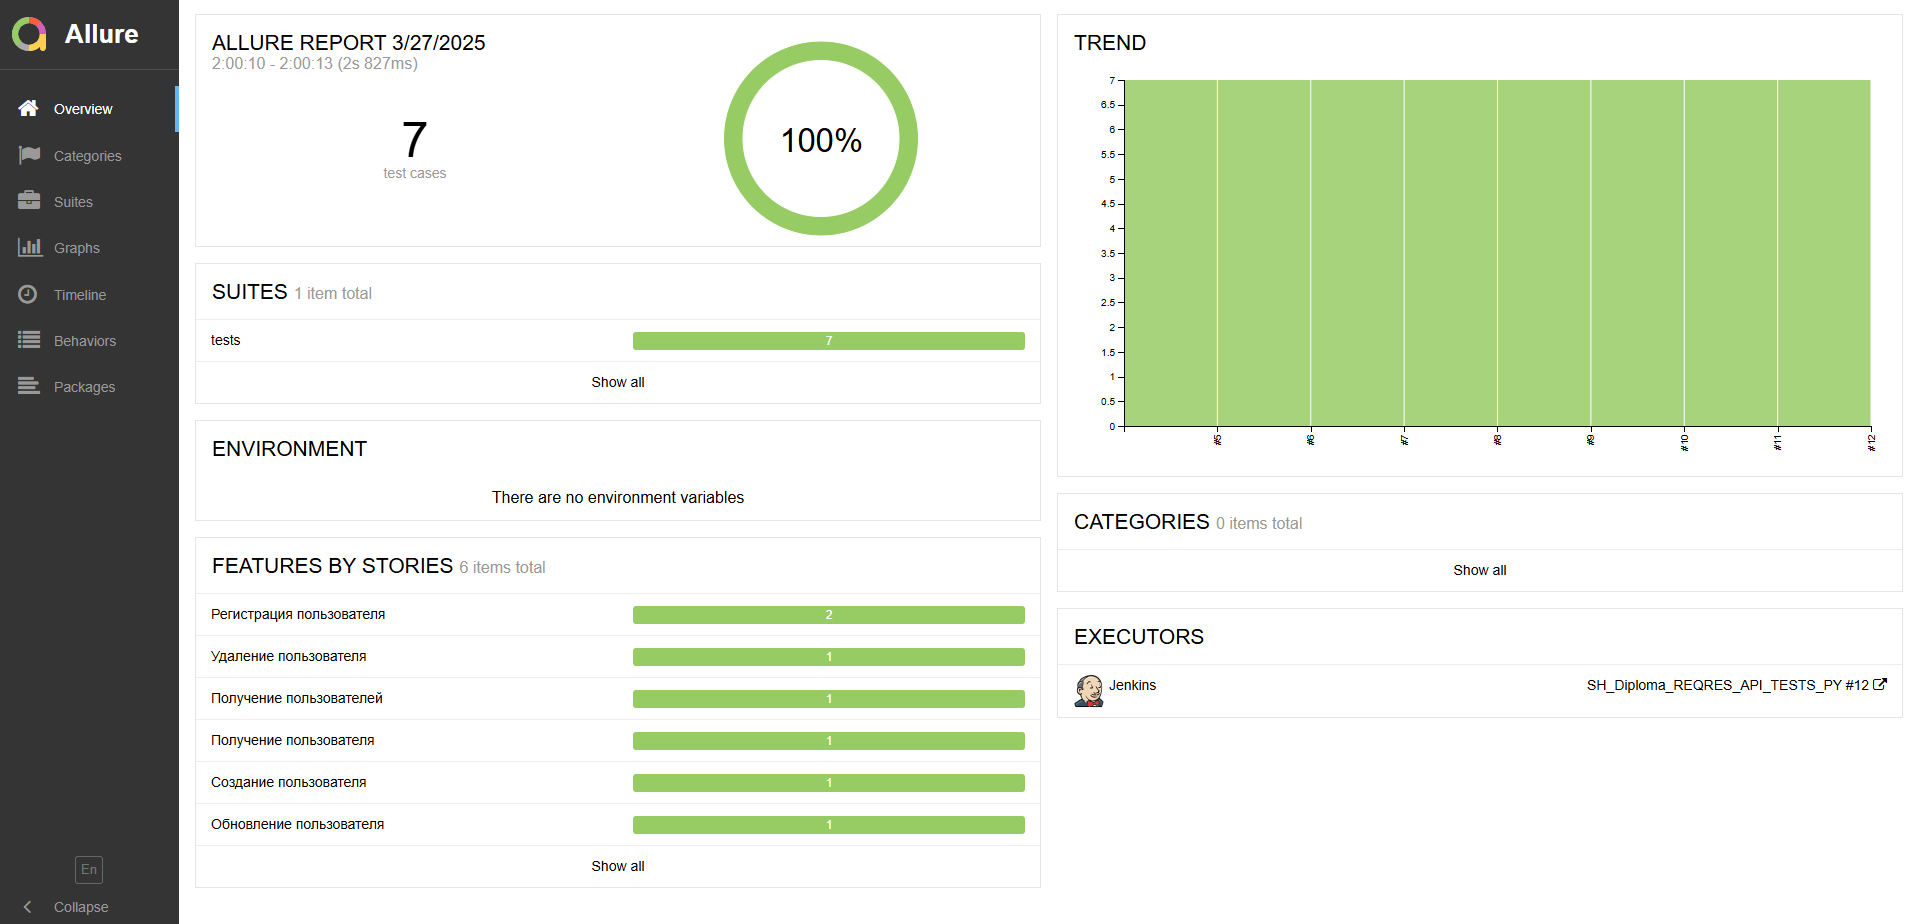 Allure
Overview
Categories
Suites
Graphs
Timeline
Behaviors
Packages
En
Collapse
ALLURE REPORT 3/27/2025
2:00:10 - 2:00:13 (2s 827ms)
7
test cases
100%
SUITES 1 item total
tests 7
Show all
ENVIRONMENT
There are no environment variables
FEATURES BY STORIES 6 items total
Регистрация пользователя 2
Удаление пользователя 1
Получение пользователей 1
Получение пользователя 1
Создание пользователя 1
Обновление пользователя 1
Show all
TREND
7
6.5
6
5.5
5
4.5
4
3.5
3
2.5
2
1.5
1
0.5
0
#5 #6 #7 #8 #9 #10 #11 #12
CATEGORIES 0 items total
Show all
EXECUTORS
Jenkins SH_Diploma_REQRES_API_TESTS_PY #12